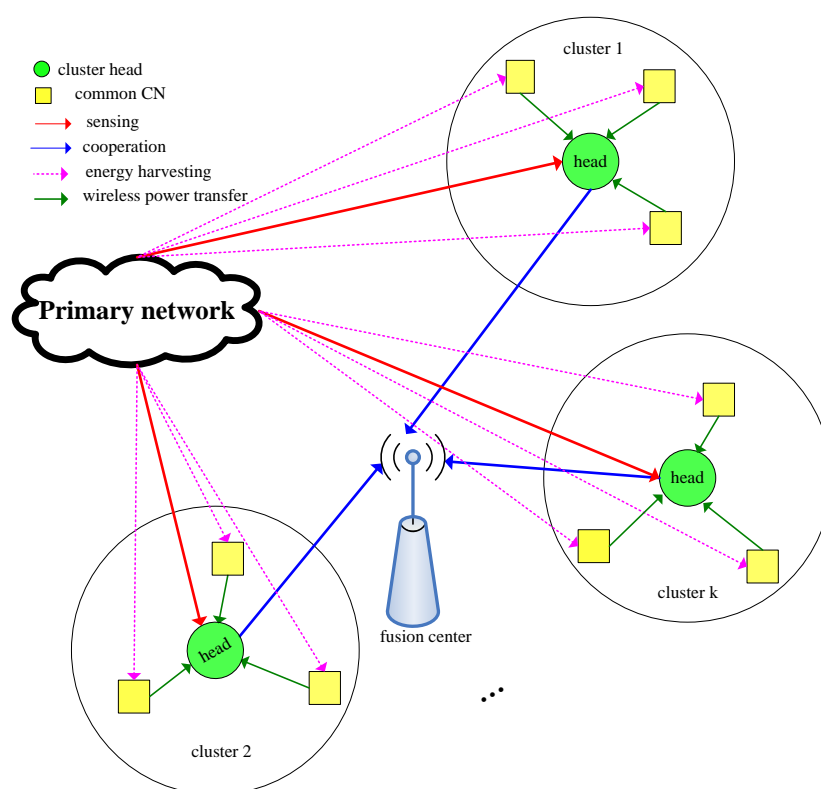 cluster 1
cluster head
common CN
sensing
cooperation
energy harvesting
wireless power transfer
head
Primary network
head
cluster k
fusion center
head
cluster 2
...